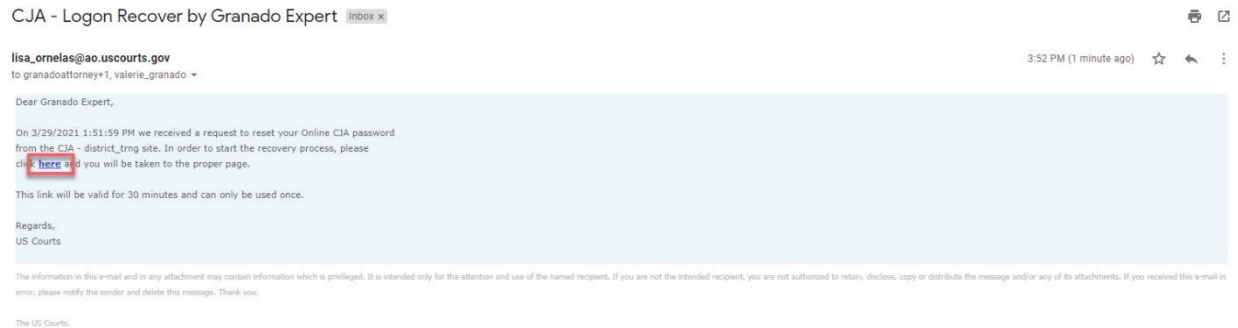 CJA - Logon Recover by Granado Expert Inbox x
lisa_ornelas@ao.uscourts.gov 3:52 PM (1 minute ago)
to granadoattorney+1, valerie_granado
Dear Granado Expert,
On 3/29/2021 1:51:59 PM we received a request to reset your Online CJA password
from the CJA - district_trng site. In order to start the recovery process, please
click here and you will be taken to the proper page.
This link will be valid for 30 minutes and can only be used once.
Regards,
US Courts
The information in this e-mail and in any attachment may contain information which is privileged. It is intended only for the attention and use of the named recipient. If you are not the intended recipient, you are not authorized to retain, disclose, copy or distribute the message and/or any of its attachments. If you received this e-mail in
error, please notify the sender and delete this message. Thank you.
The US Courts.